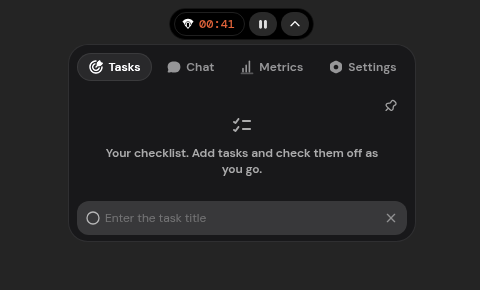 00:41
Tasks
Chat
Metrics
Settings
Your checklist. Add tasks and check them off as
you go.
Enter the task title